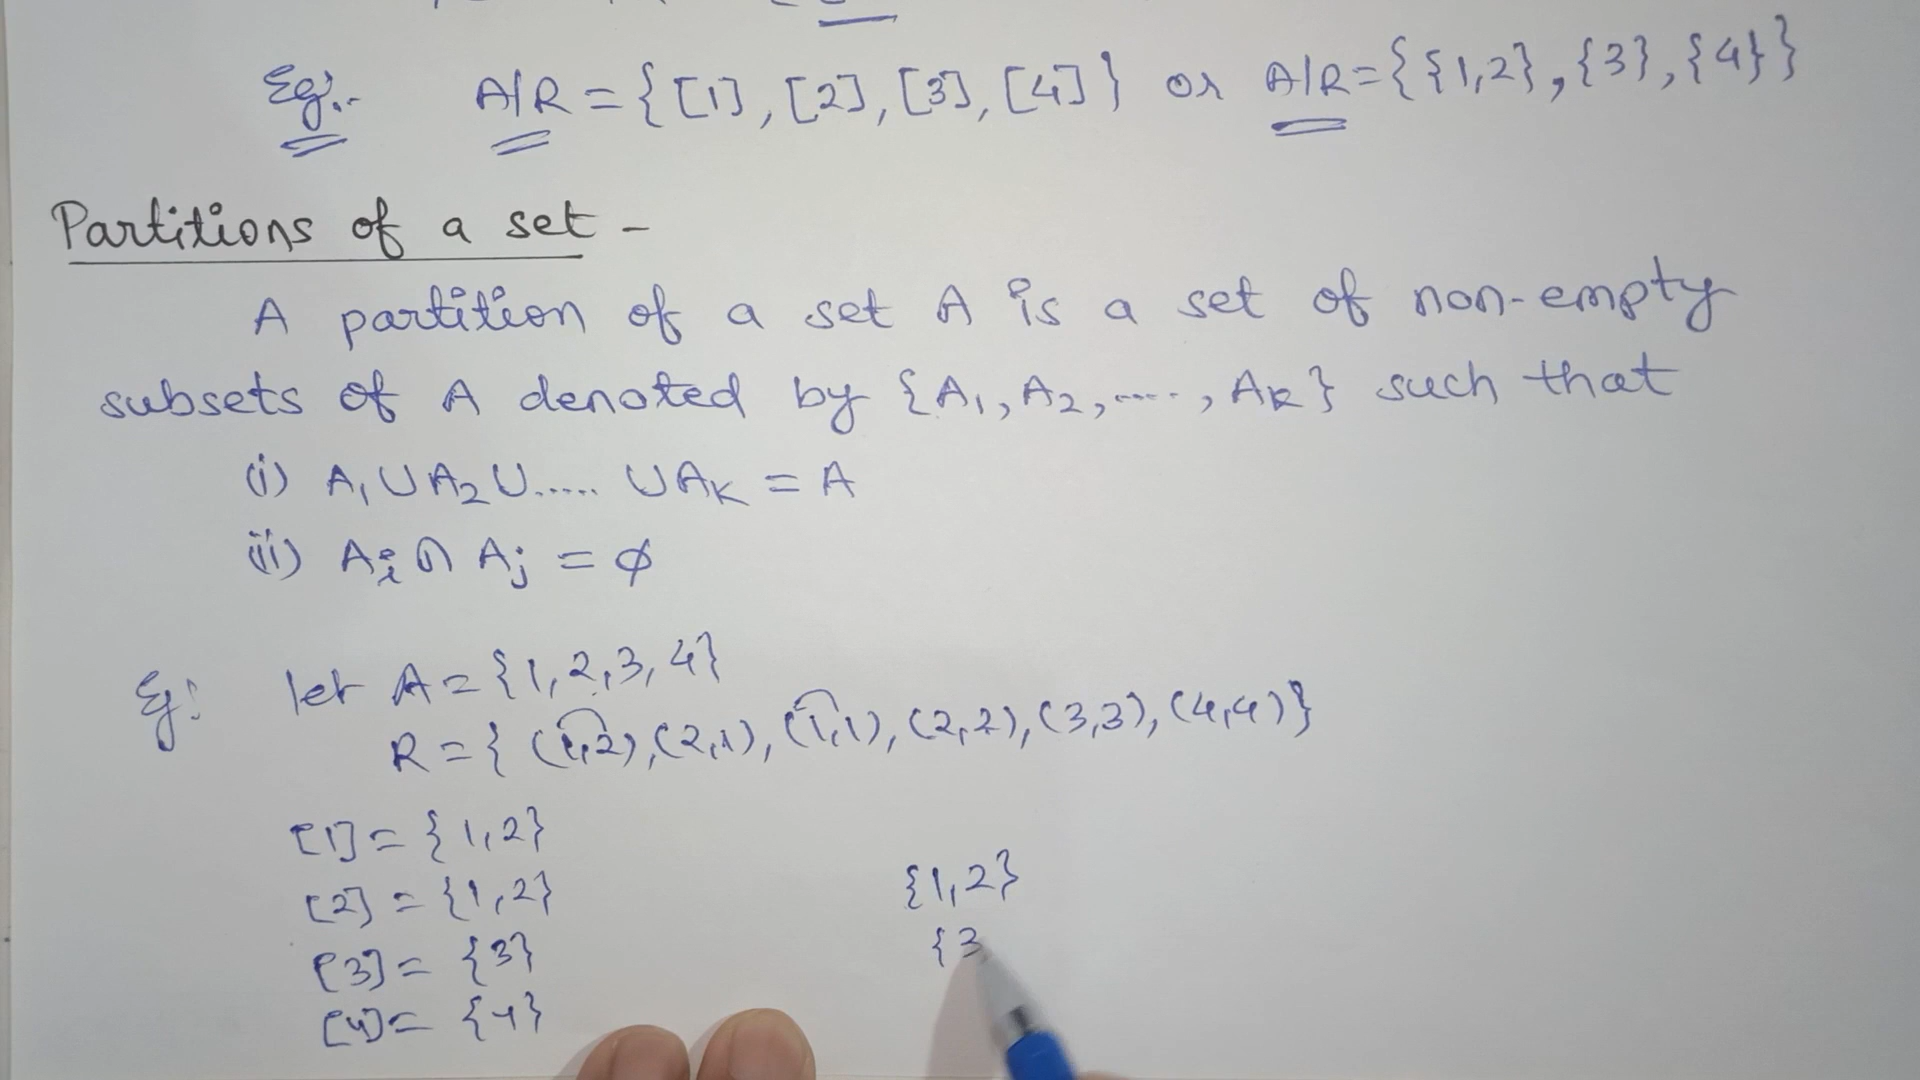 Eg:- A/R = {[1], [2], [3], [4]} or A/R = {{1,2}, {3}, {4}}
Partitions of a set -
A partition of a set A is a set of non-empty
subsets of A denoted by {A₁, A₂, ...., Aₖ} such that
(i) A₁ ∪ A₂ ∪ ..... ∪ Aₖ = A
(ii) Aᵢ ∩ Aⱼ = ϕ
Eg: let A = {1,2,3,4}
R = { (1,2), (2,1), (1,1), (2,2), (3,3), (4,4)}
[1] = {1,2}
[2] = {1,2}
[3] = {3}
[4] = {4}
{1,2}
{3